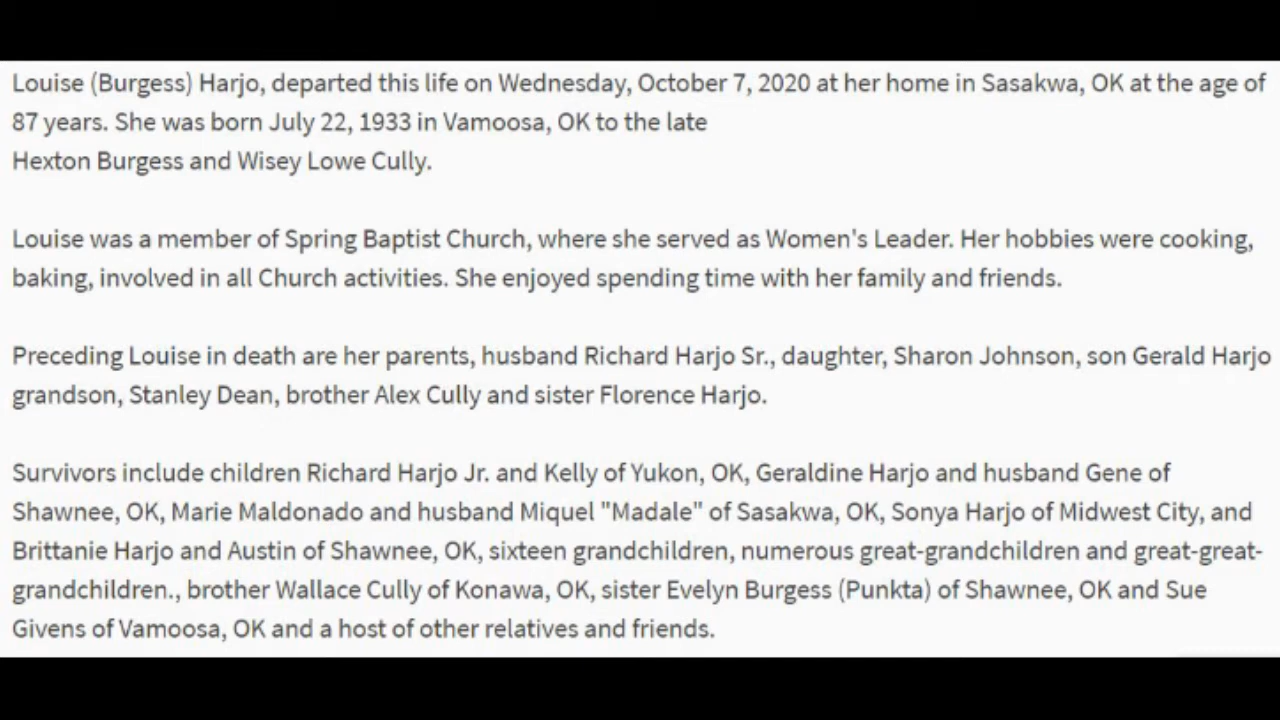 Louise (Burgess) Harjo, departed this life on Wednesday, October 7, 2020 at her home in Sasakwa, OK at the age of
87 years. She was born July 22, 1933 in Vamoosa, OK to the late
Hexton Burgess and Wisey Lowe Cully.
Louise was a member of Spring Baptist Church, where she served as Women's Leader. Her hobbies were cooking,
baking, involved in all Church activities. She enjoyed spending time with her family and friends.
Preceding Louise in death are her parents, husband Richard Harjo Sr., daughter, Sharon Johnson, son Gerald Harjo
grandson, Stanley Dean, brother Alex Cully and sister Florence Harjo.
Survivors include children Richard Harjo Jr. and Kelly of Yukon, OK, Geraldine Harjo and husband Gene of
Shawnee, OK, Marie Maldonado and husband Miquel "Madale" of Sasakwa, OK, Sonya Harjo of Midwest City, and
Brittanie Harjo and Austin of Shawnee, OK, sixteen grandchildren, numerous great-grandchildren and great-great-
grandchildren., brother Wallace Cully of Konawa, OK, sister Evelyn Burgess (Punkta) of Shawnee, OK and Sue
Givens of Vamoosa, OK and a host of other relatives and friends.